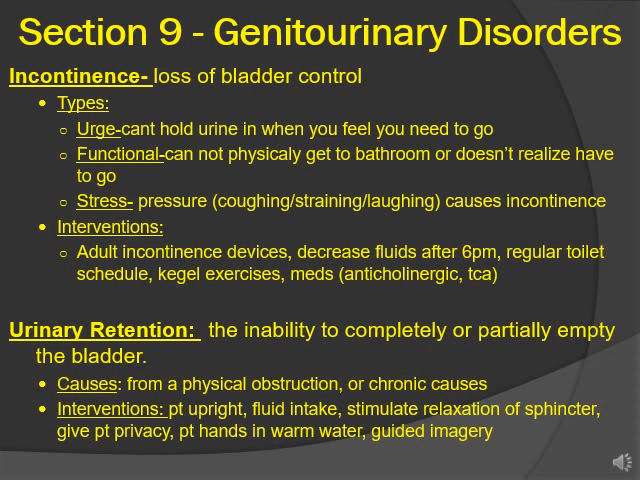 Section 9 - Genitourinary Disorders
Incontinence- loss of bladder control
• Types:
○ Urge-cant hold urine in when you feel you need to go
○ Functional-can not physicaly get to bathroom or doesn't realize have
to go
○ Stress- pressure (coughing/straining/laughing) causes incontinence
• Interventions:
○ Adult incontinence devices, decrease fluids after 6pm, regular toilet
schedule, kegel exercises, meds (anticholinergic, tca)
Urinary Retention: the inability to completely or partially empty
the bladder.
• Causes: from a physical obstruction, or chronic causes
• Interventions: pt upright, fluid intake, stimulate relaxation of sphincter,
give pt privacy, pt hands in warm water, guided imagery